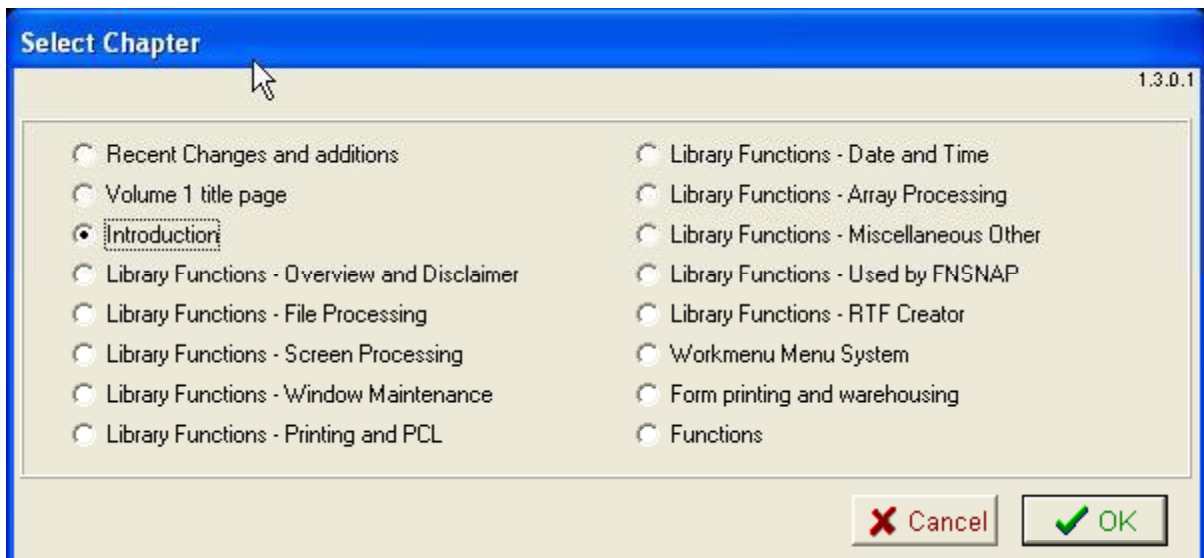 Select Chapter
1.3.0.1
Recent Changes and additions
Volume 1 title page
Introduction
Library Functions - Overview and Disclaimer
Library Functions - File Processing
Library Functions - Screen Processing
Library Functions - Window Maintenance
Library Functions - Printing and PCL
Library Functions - Date and Time
Library Functions - Array Processing
Library Functions - Miscellaneous Other
Library Functions - Used by FNSNAP
Library Functions - RTF Creator
Workmenu Menu System
Form printing and warehousing
Functions
Cancel
OK